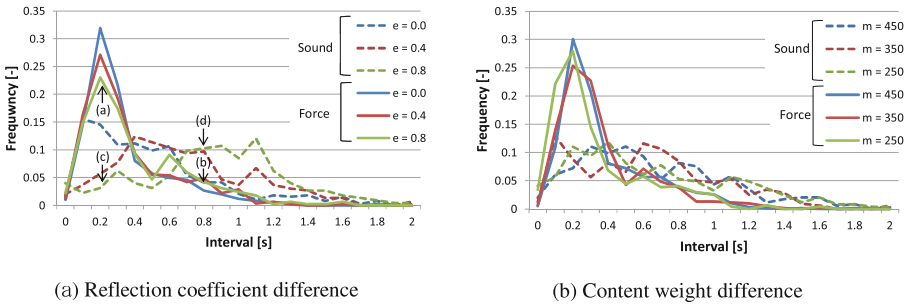 0.35
0.3
0.25
0.2
0.15
0.1
0.05
0
Frequwncy [-]
0 0.2 0.4 0.6 0.8 1 1.2 1.4 1.6 1.8 2
Interval [s]
(a)
(c)
(d)
(b)
Sound
e = 0.0
e = 0.4
e = 0.8
Force
e = 0.0
e = 0.4
e = 0.8
(a) Reflection coefficient difference
0.35
0.3
0.25
0.2
0.15
0.1
0.05
0
Frequency [-]
0 0.2 0.4 0.6 0.8 1 1.2 1.4 1.6 1.8 2
Interval [s]
Sound
m = 450
m = 350
m = 250
Force
m = 450
m = 350
m = 250
(b) Content weight difference